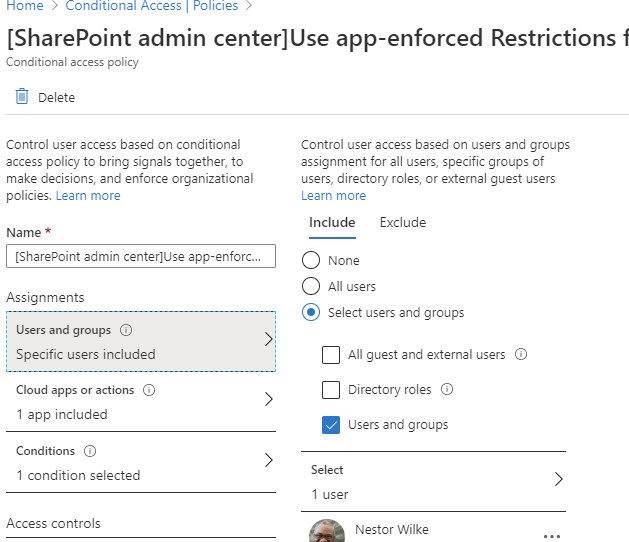 Home > Conditional Access | Policies >
[SharePoint admin center]Use app-enforced Restrictions f
Conditional access policy
Delete
Control user access based on conditional
access policy to bring signals together, to
make decisions, and enforce organizational
policies. Learn more
Name *
[SharePoint admin center]Use app-enforc...
Assignments
Users and groups
Specific users included
Cloud apps or actions
1 app included
Conditions
1 condition selected
Access controls
Control user access based on users and groups
assignment for all users, specific groups of
users, directory roles, or external guest users
Learn more
Include Exclude
None
All users
Select users and groups
All guest and external users
Directory roles
Users and groups
Select
1 user
Nestor Wilke